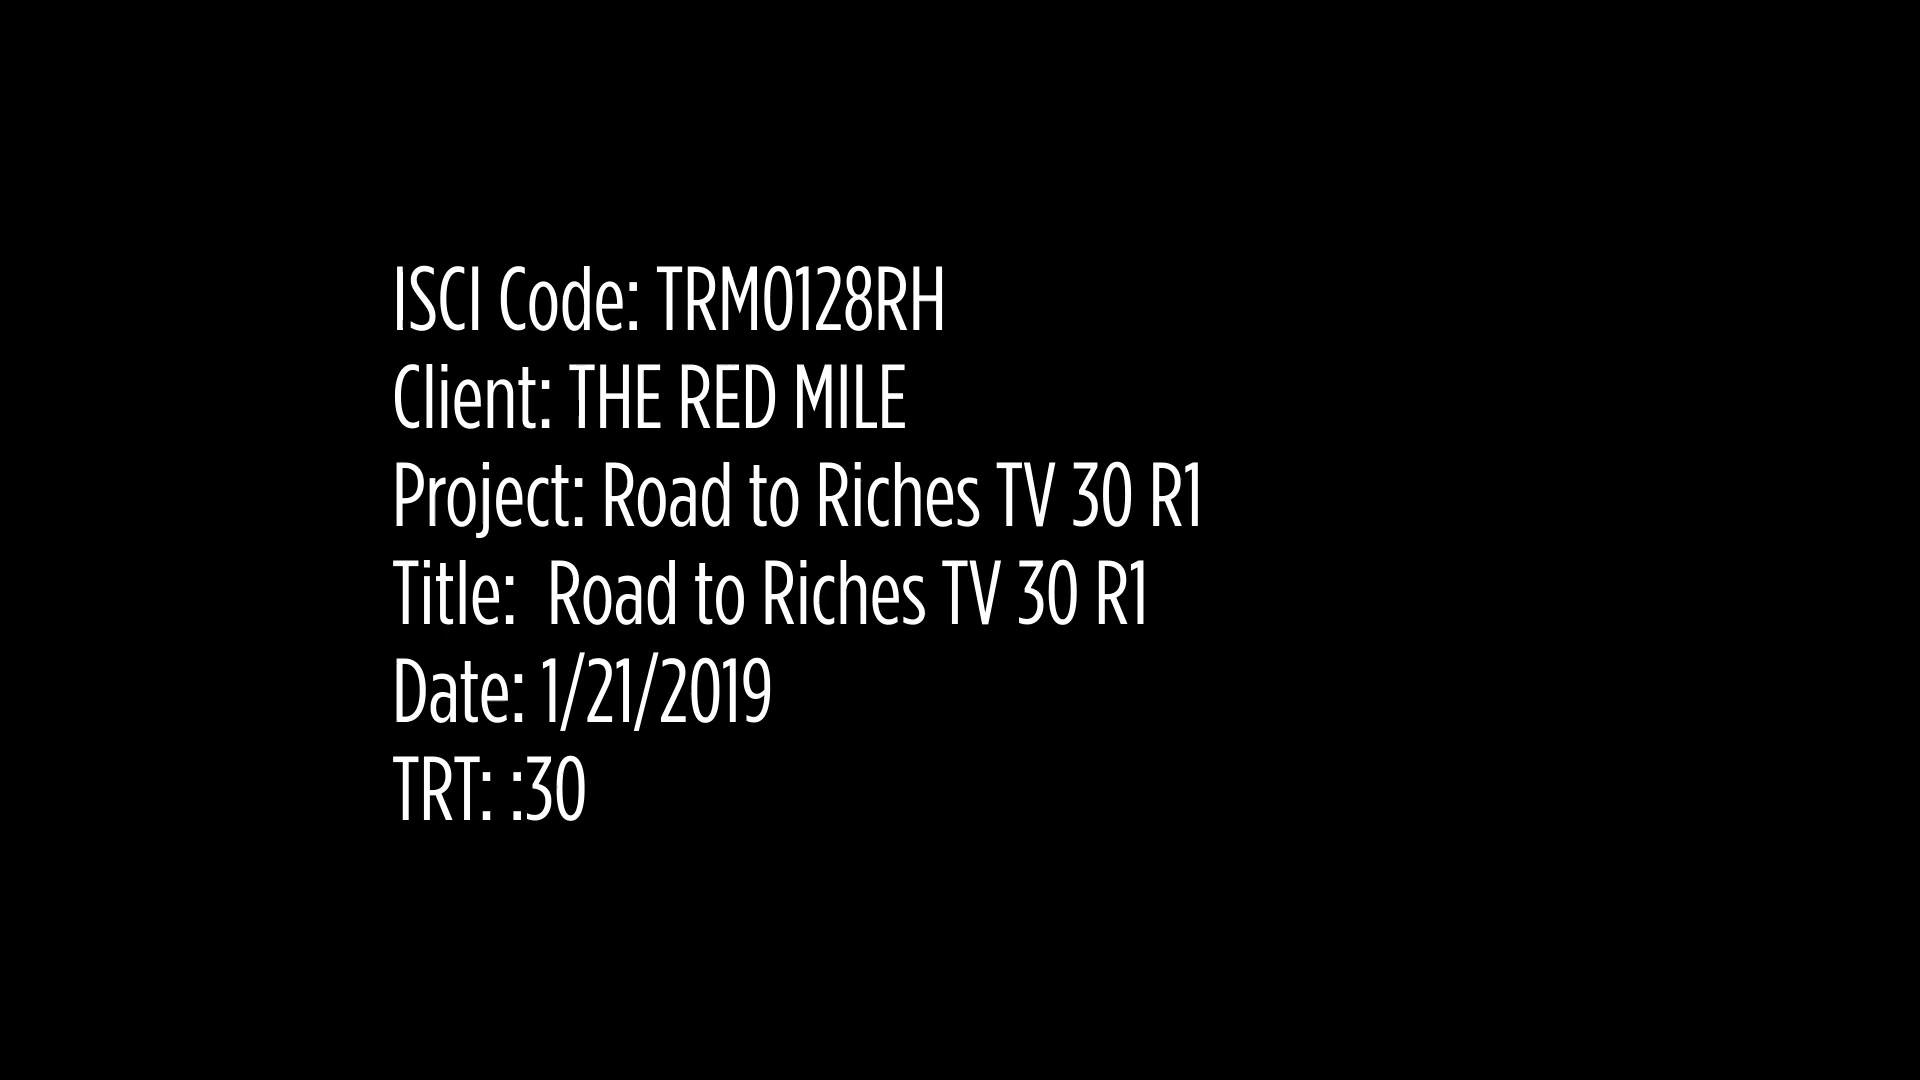 ISCI Code: TRM0128RH
Client: THE RED MILE
Project: Road to Riches TV 30 R1
Title:  Road to Riches TV 30 R1
Date: 1/21/2019
TRT: :30